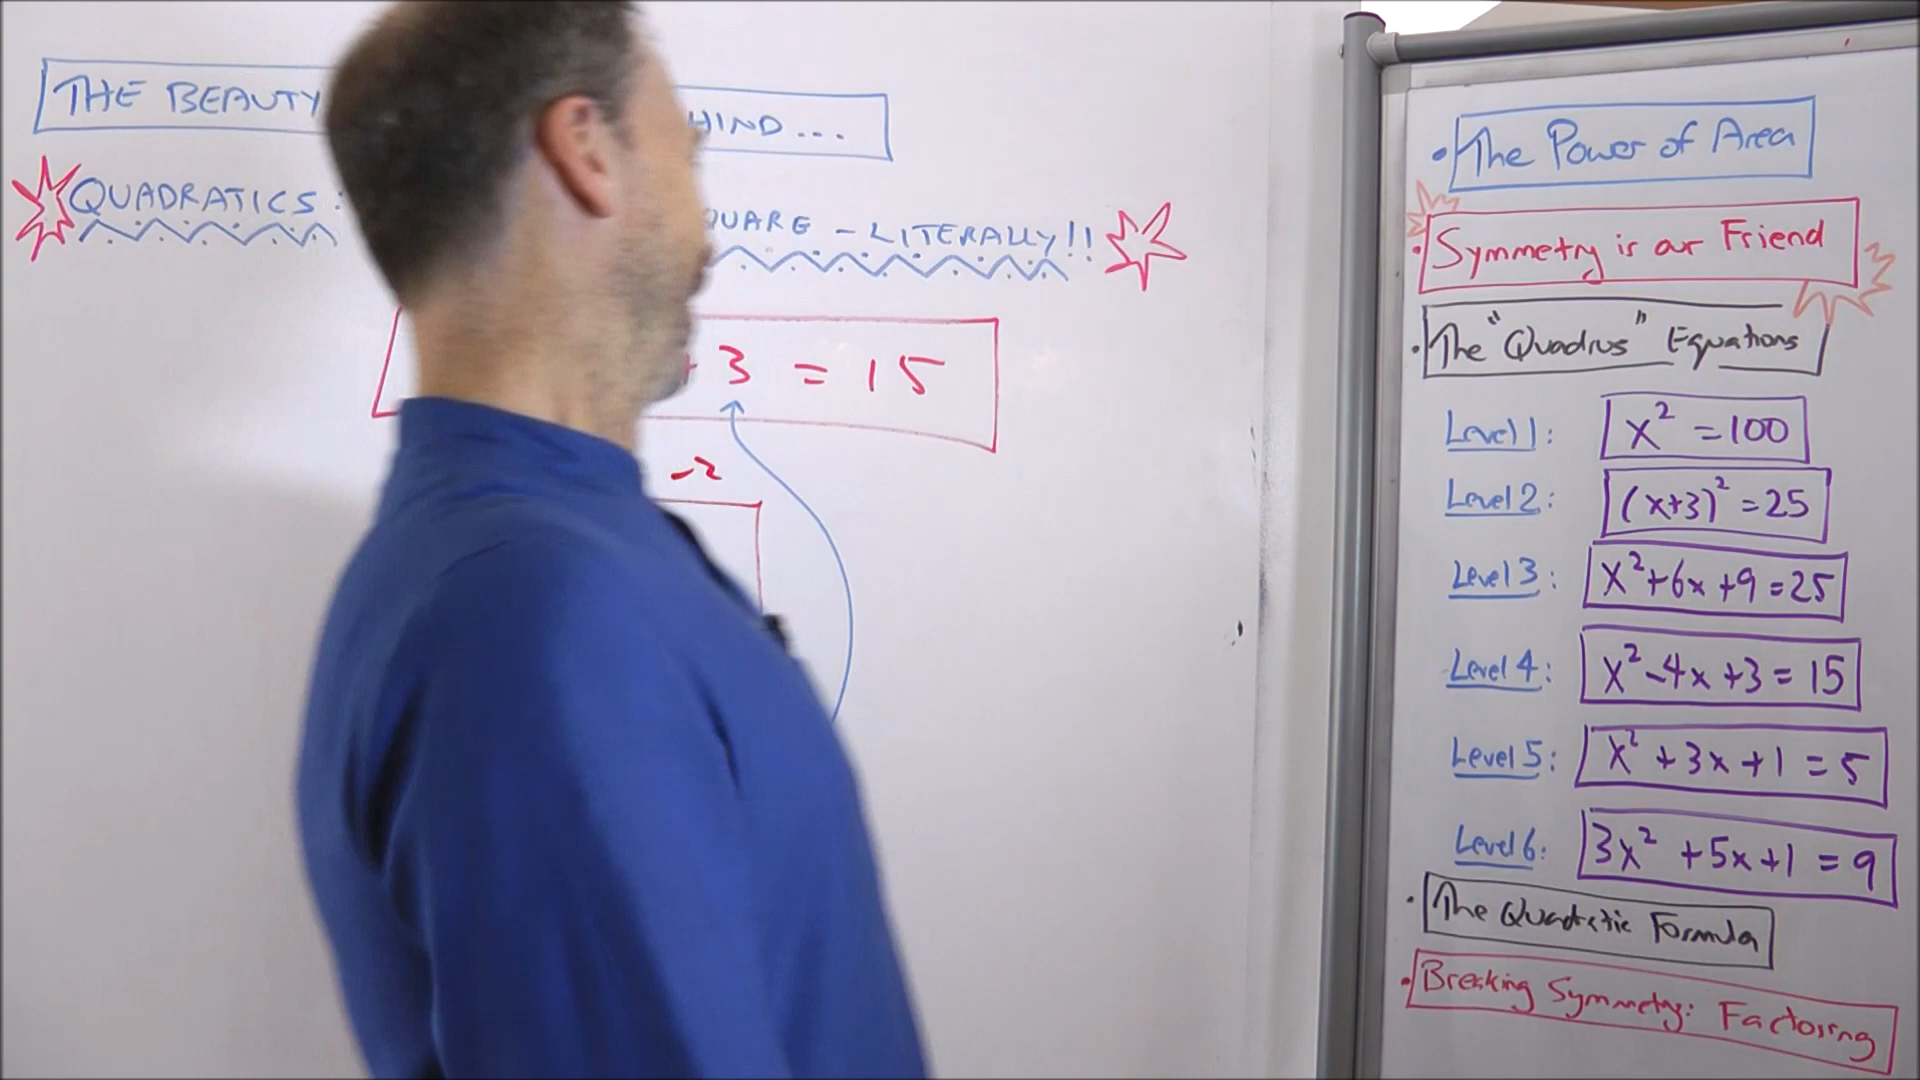 THE BEAUTY HIND...
QUADRATICS: QUARE - LITERALLY!!
+3 = 15
-2
• The Power of Area
• Symmetry is our Friend
• The "Quadrus" Equations
Level 1: x² = 100
Level 2: (x+3)² = 25
Level 3: x²+6x+9=25
Level 4: x²-4x+3=15
Level 5: x²+3x+1=5
Level 6: 3x²+5x+1=9
• The Quadratic Formula
• Breaking Symmetry: Factoring